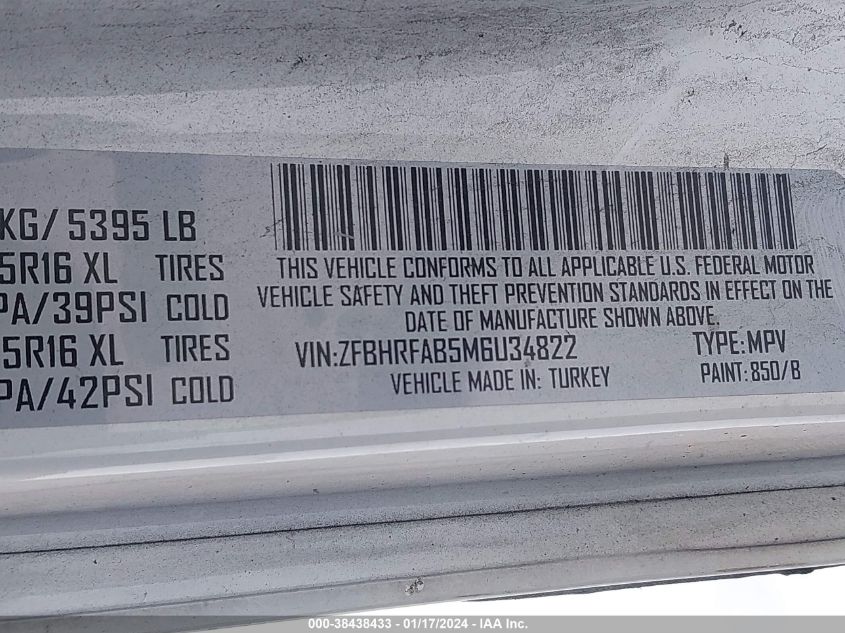 KG/ 5395 LB
5R16 XL TIRES
PA/39PSI COLD
5R16 XL TIRES
PA/42PSI COLD
THIS VEHICLE CONFORMS TO ALL APPLICABLE U.S. FEDERAL MOTOR
VEHICLE SAFETY AND THEFT PREVENTION STANDARDS IN EFFECT ON THE
DATE OF MANUFACTURE SHOWN ABOVE.
VIN:ZFBHRFAB5M6U34822 TYPE:MPV
VEHICLE MADE IN: TURKEY PAINT:850/B
000-38438433 - 01/17/2024 - IAA Inc.